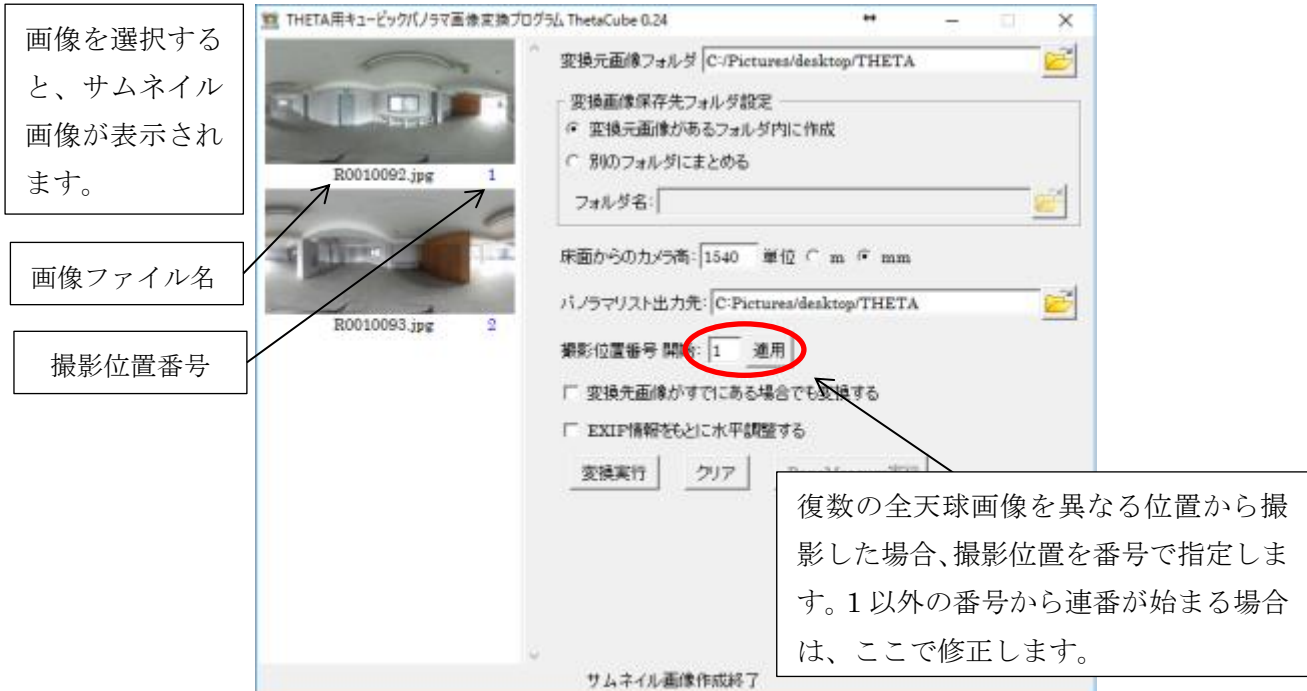 画像を選択する
と、サムネイル
画像が表示され
ます。
画像ファイル名
撮影位置番号
THETA用キュービックパノラマ画像変換プログラム ThetaCube 0.24
R0010092.jpg 1
R0010093.jpg 2
変換元画像フォルダ C:/Pictures/desktop/THETA
変換画像保存先フォルダ設定
変換元画像があるフォルダ内に作成
別のフォルダにまとめる
フォルダ名:
床面からのカメラ高: 1540 単位 m mm
パノラマリスト出力先: C:Pictures/desktop/THETA
撮影位置番号 開始: 1 適用
変換先画像がすでにある場合でも変換する
EXIF情報をもとに水平調整する
変換実行 クリア
復数の全天球画像を異なる位置から撮
影した場合、撮影位置を番号で指定しま
す。1以外の番号から連番が始まる場合
は、ここで修正します。
サムネイル画像作成終了